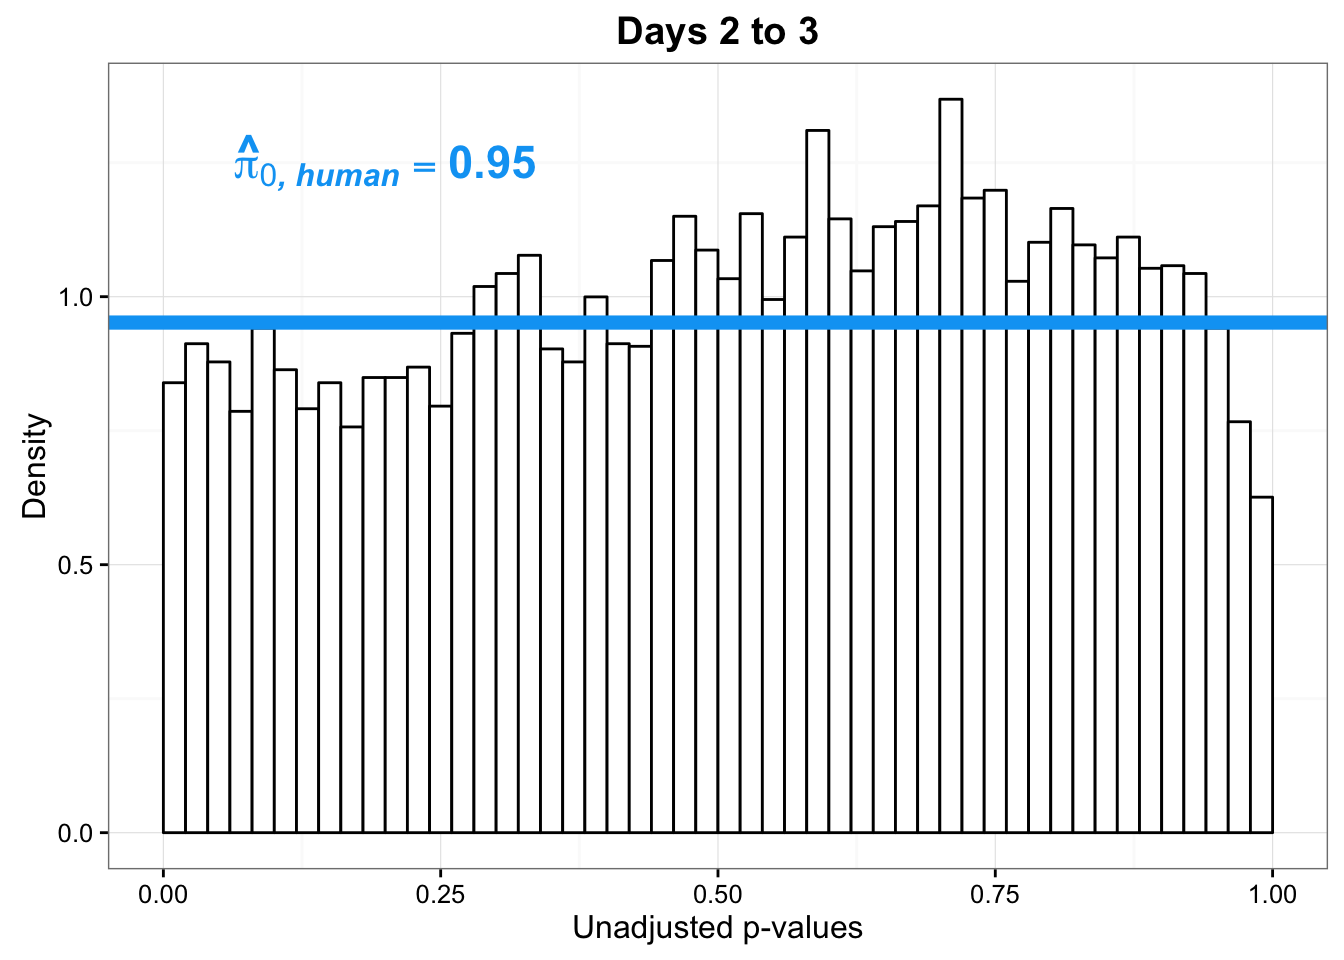 Days 2 to 3
π̂0, human = 0.95
Density
1.0
0.5
0.0
0.00 0.25 0.50 0.75 1.00
Unadjusted p-values